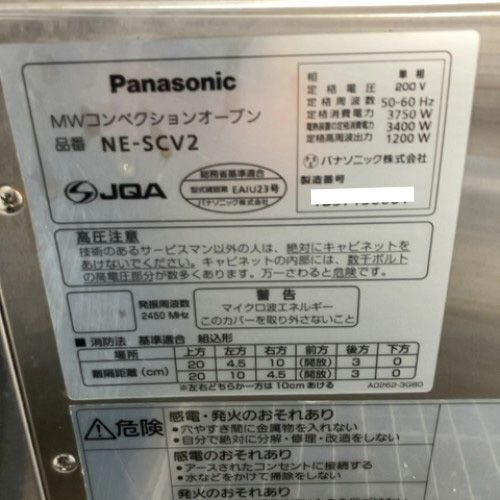 Panasonic
MWコンベクションオーブン
品番 NE-SCV2
JQA
総務省基準適合
型式確認第 EAIU23号
パナソニック株式会社
相 単相
定格電圧 200 V
定格周波数 50-60 Hz
定格消費電力 3750 W
電熱装置の定格消費電力 3400 W
定格高周波出力 1200 W
パナソニック株式会社
製造番号
高圧注意
技術のあるサービスマン以外の人は、絶対にキャビネットを
あけないでください。キャビネットの内部には、数千ボルト
の高電圧部分が数多くあります。万一さわると危険です。
発振周波数
2450 MHz
警告
マイクロ波エネルギー
このカバーを取り外さないこと
■ 消防法 基準適合 組込形
場所 上方 左方 右方 前方 後方 下方
離隔距離(cm) 20 4.5 10 (開放) 3 0
20 10 4.5 (開放) 3 0
※左右どちらか一方は10cmあける
A0262-3G80
危険
感電・発火のおそれあり
•穴やすき間に金属物を入れない
•自分で絶対に分解・修理・改造をしない
感電のおそれあり
•アースされたコンセントに接続する
•水などをかけて掃除をしない
発火のおそれあり